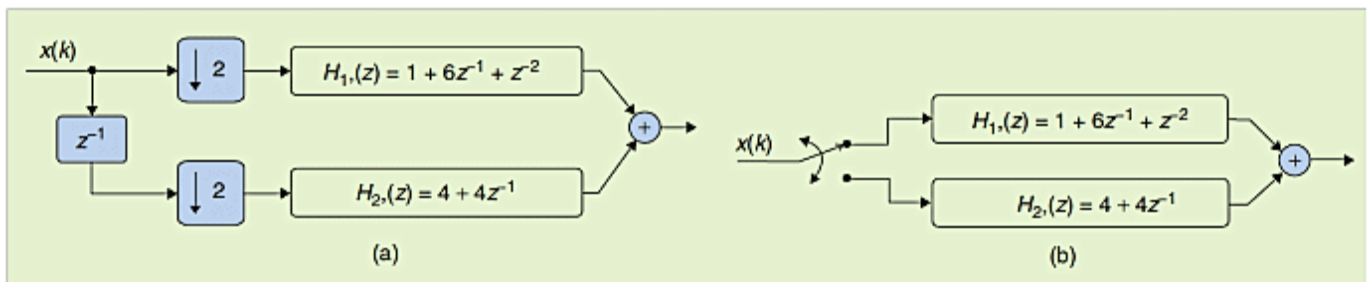 x(k)
↓ 2
H₁,(z) = 1 + 6z⁻¹ + z⁻²
z⁻¹
+
↓ 2
H₂,(z) = 4 + 4z⁻¹
(a)
x(k)
H₁,(z) = 1 + 6z⁻¹ + z⁻²
+
H₂,(z) = 4 + 4z⁻¹
(b)